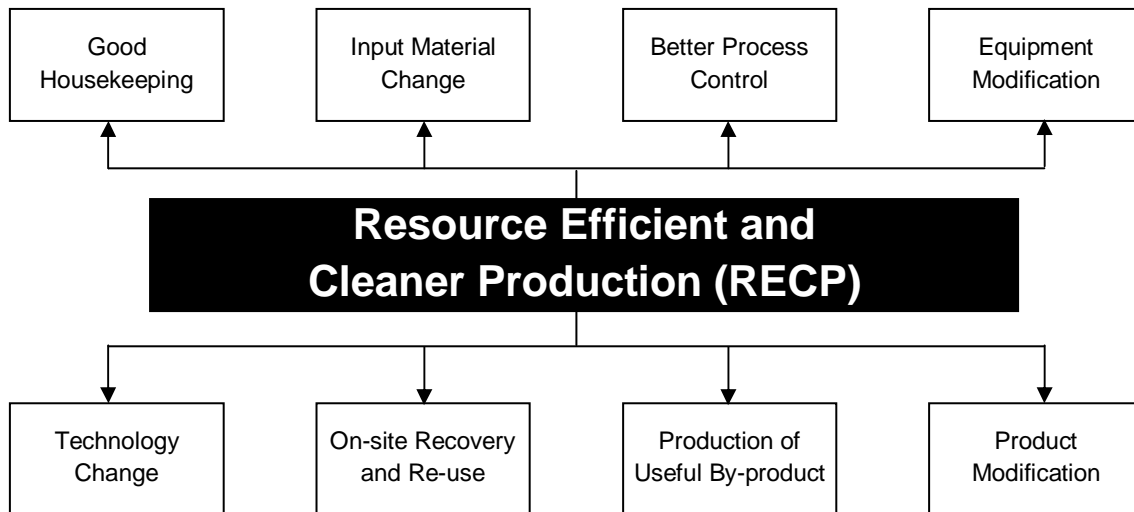 Good
Housekeeping
Input Material
Change
Better Process
Control
Equipment
Modification
Resource Efficient and
Cleaner Production (RECP)
Technology
Change
On-site Recovery
and Re-use
Production of
Useful By-product
Product
Modification